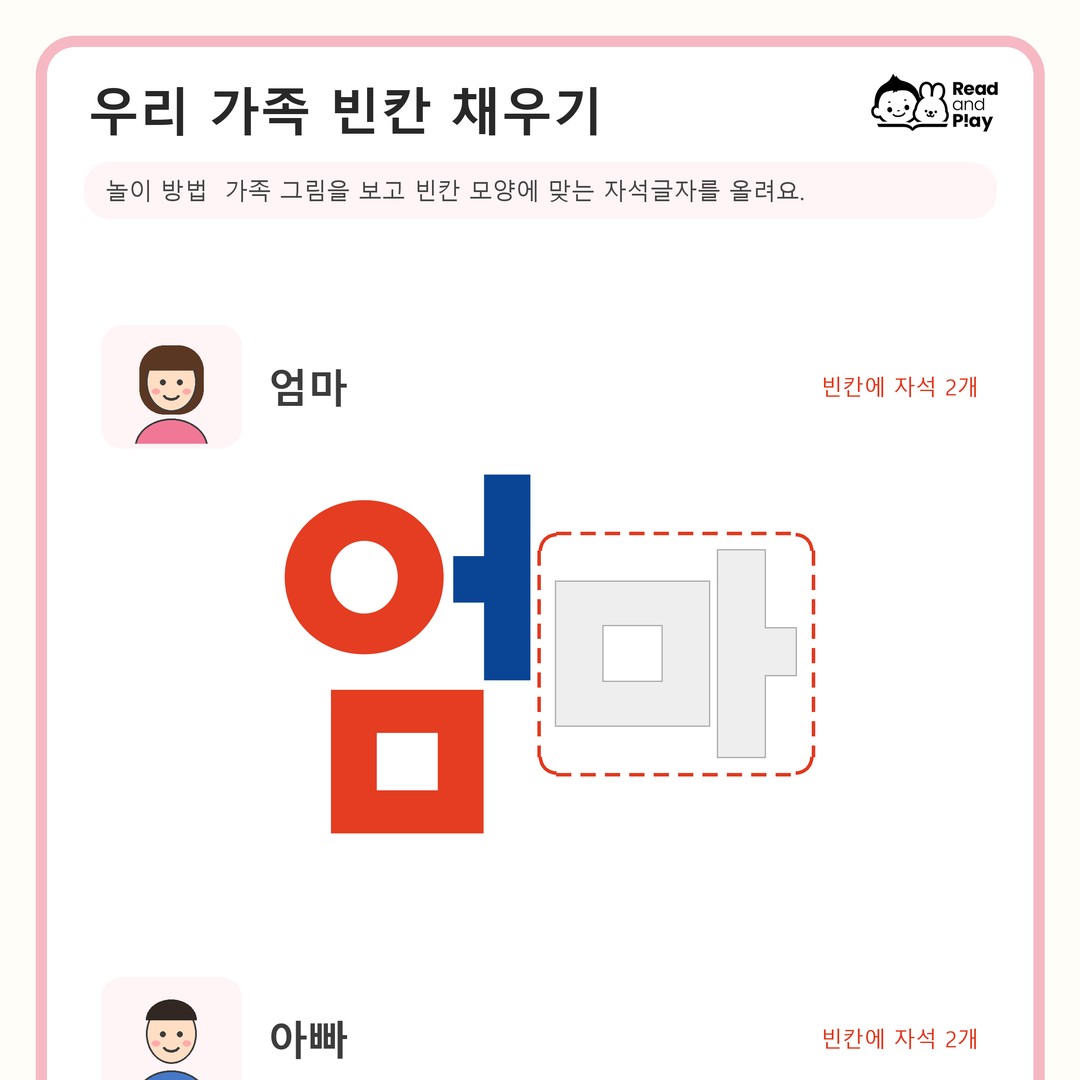 우리 가족 빈칸 채우기
Read
and
Play
놀이 방법 가족 그림을 보고 빈칸 모양에 맞는 자석글자를 올려요.
엄마
빈칸에 자석 2개
엄마
아빠
빈칸에 자석 2개